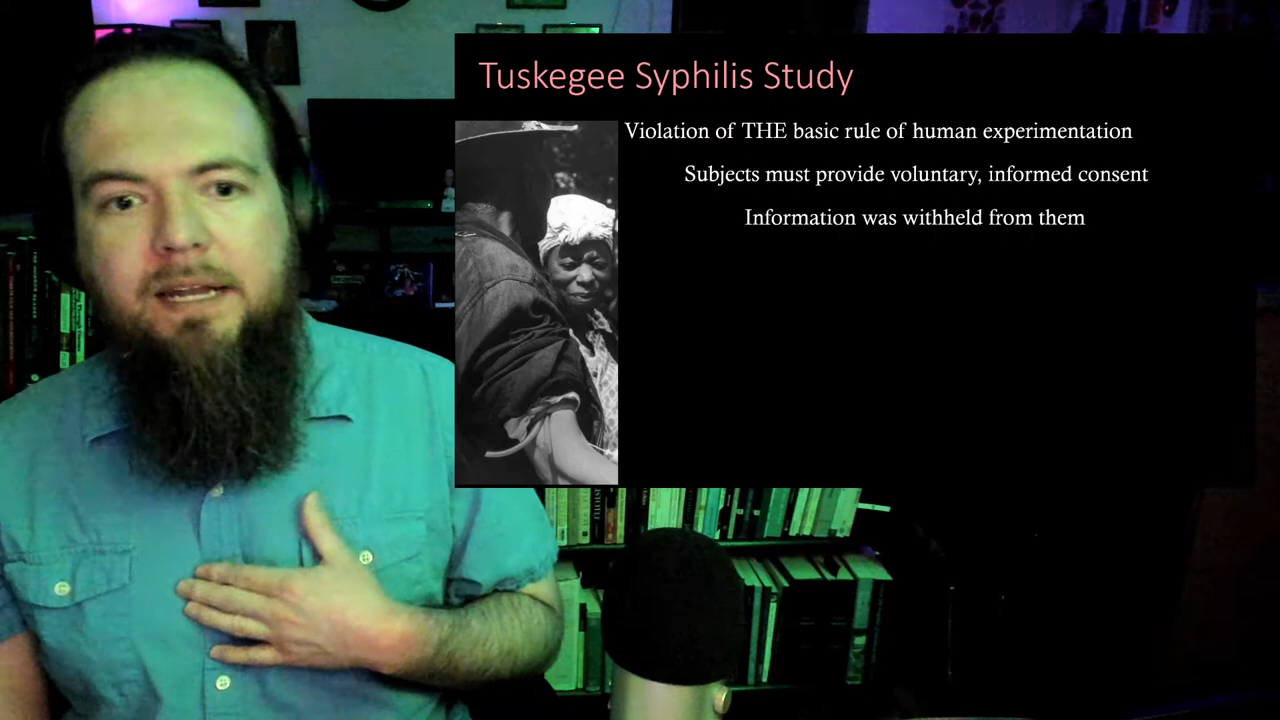 Tuskegee Syphilis Study
Violation of THE basic rule of human experimentation
Subjects must provide voluntary, informed consent
Information was withheld from them